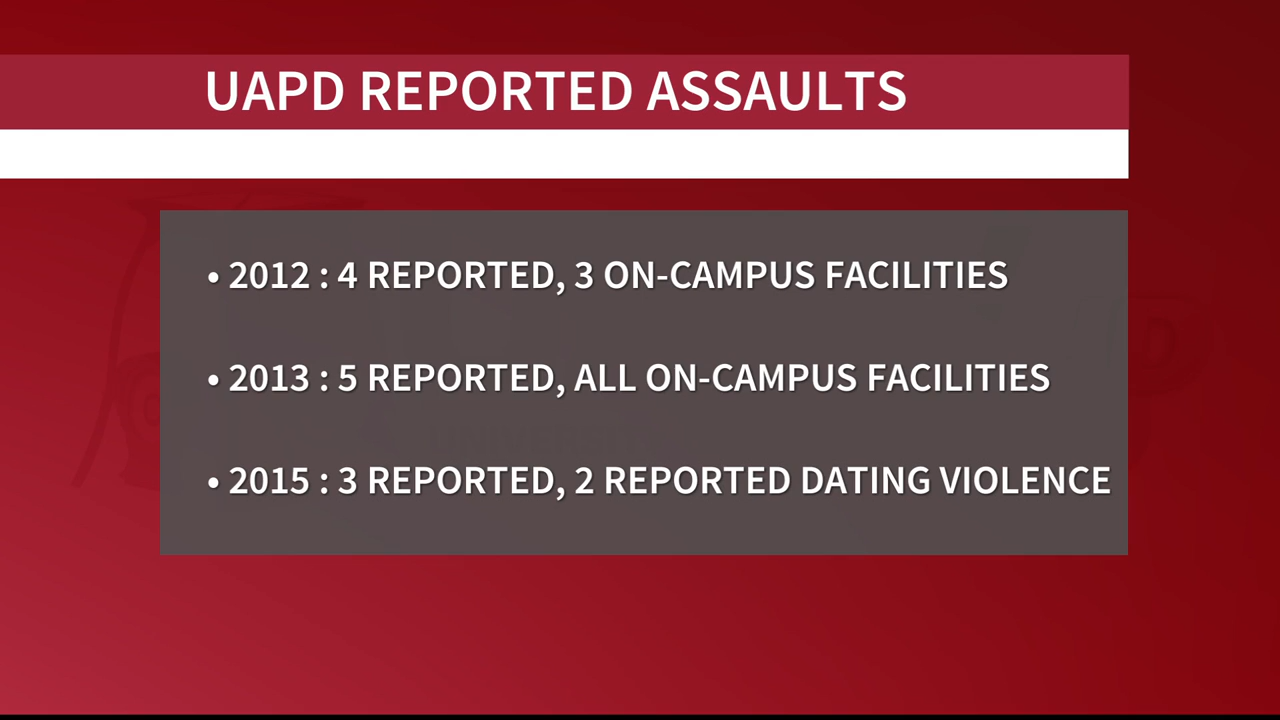 UAPD REPORTED ASSAULTS
• 2012 : 4 REPORTED, 3 ON-CAMPUS FACILITIES
• 2013 : 5 REPORTED, ALL ON-CAMPUS FACILITIES
• 2015 : 3 REPORTED, 2 REPORTED DATING VIOLENCE